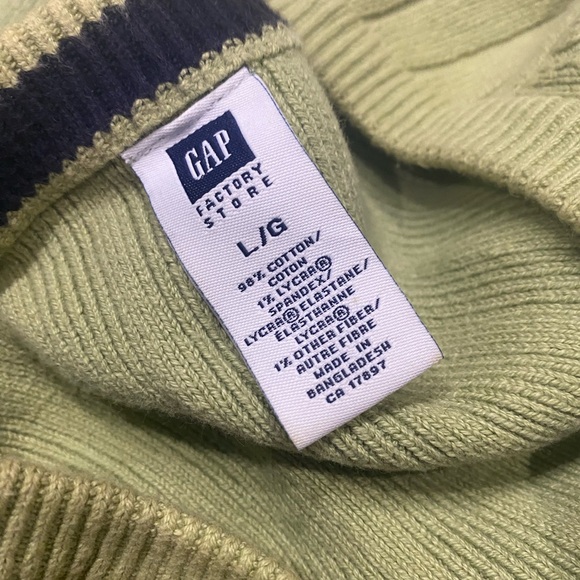 GAP
FACTORY
STORE
L/G
98% COTTON/
COTON
1% LYCRA®
SPANDEX/
LYCRA® ELASTANE/
ÉLASTHANNE
LYCRA®
1% OTHER FIBER/
AUTRE FIBRE
MADE IN
BANGLADESH
CA 17897